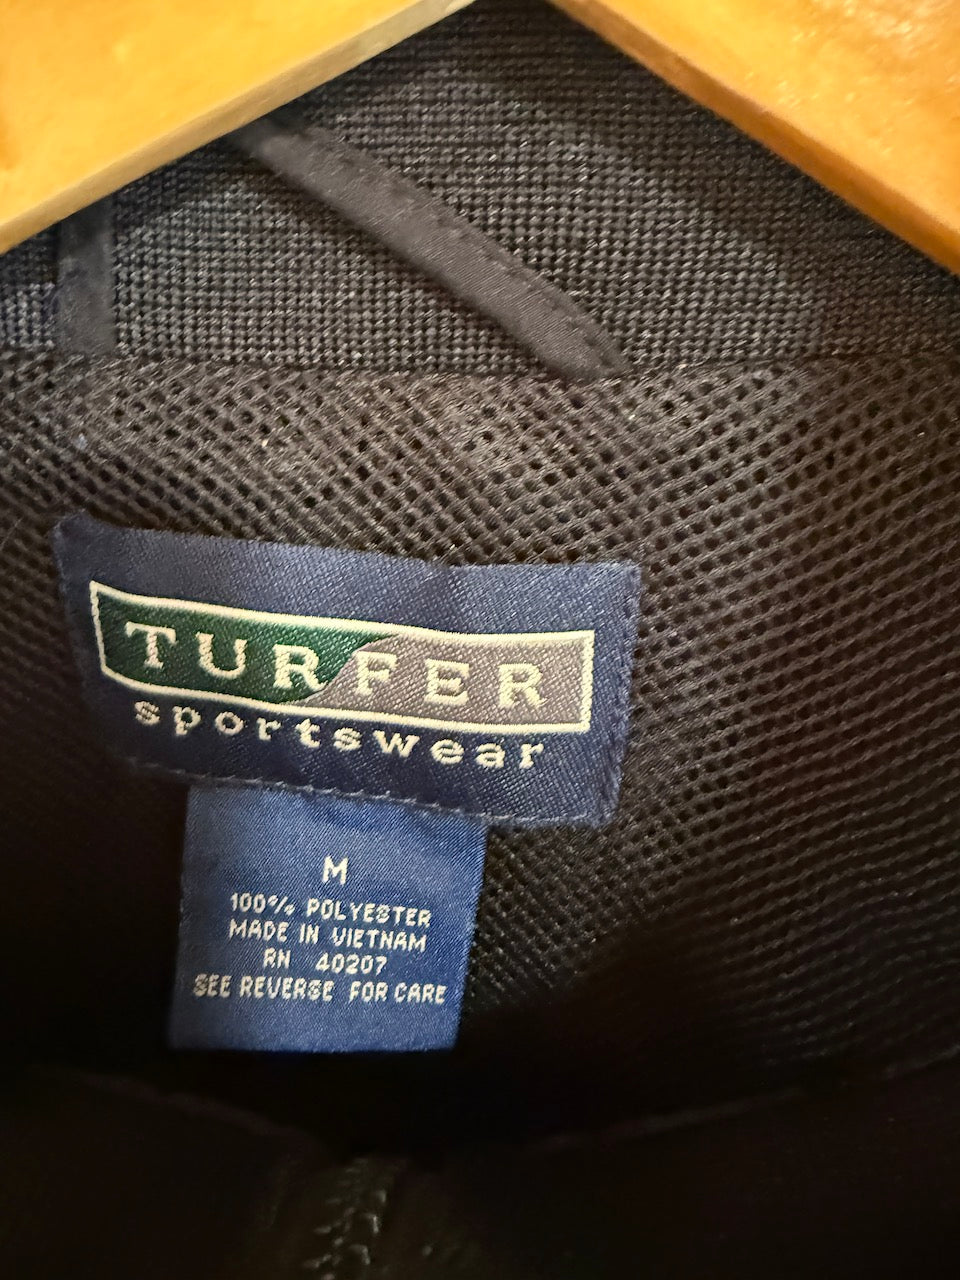 TURFER
sportswear
M
100% POLYESTER
MADE IN VIETNAM
RN 40207
SEE REVERSE FOR CARE